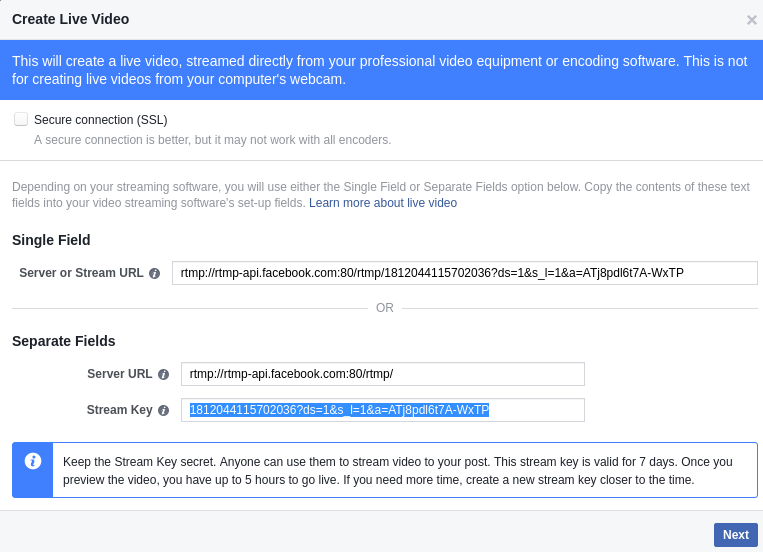 Create Live Video
×
This will create a live video, streamed directly from your professional video equipment or encoding software. This is not
for creating live videos from your computer's webcam.
Secure connection (SSL)
A secure connection is better, but it may not work with all encoders.
Depending on your streaming software, you will use either the Single Field or Separate Fields option below. Copy the contents of these text
fields into your video streaming software's set-up fields. Learn more about live video
Single Field
Server or Stream URL i rtmp://rtmp-api.facebook.com:80/rtmp/1812044115702036?ds=1&s_l=1&a=ATj8pdl6t7A-WxTP
OR
Separate Fields
Server URL i rtmp://rtmp-api.facebook.com:80/rtmp/
Stream Key i 1812044115702036?ds=1&s_l=1&a=ATj8pdl6t7A-WxTP
i Keep the Stream Key secret. Anyone can use them to stream video to your post. This stream key is valid for 7 days. Once you
preview the video, you have up to 5 hours to go live. If you need more time, create a new stream key closer to the time.
Next